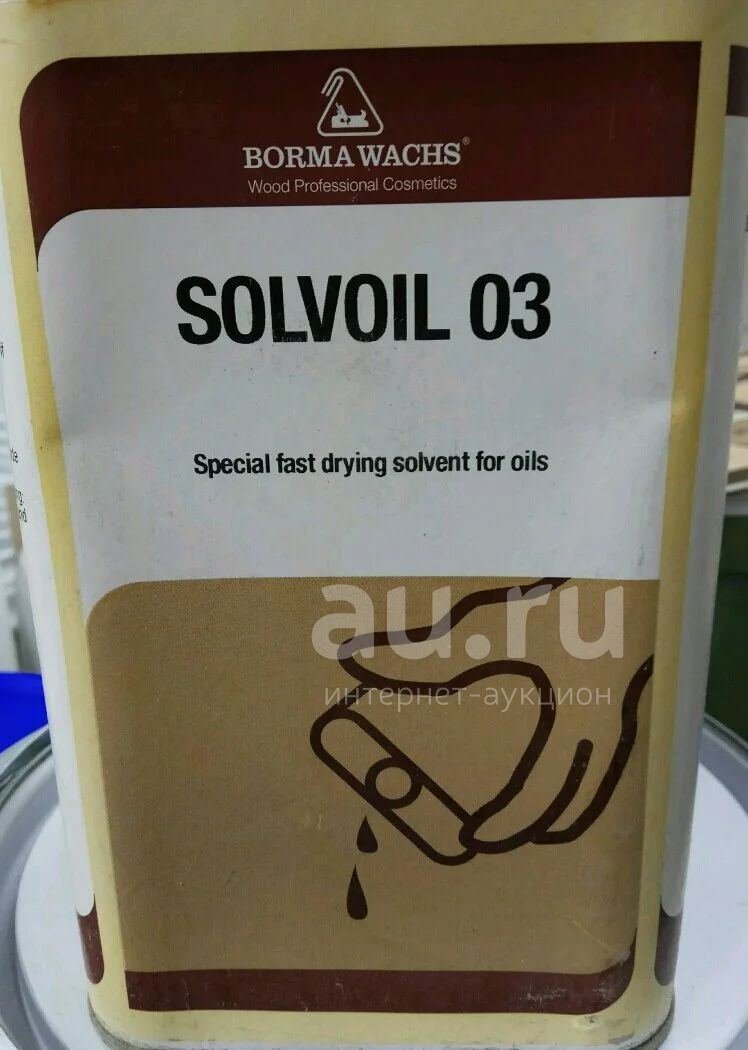 BORMA WACHS®
Wood Professional Cosmetics
SOLVOIL 03
Special fast drying solvent for oils
au.ru
интернет-аукцион